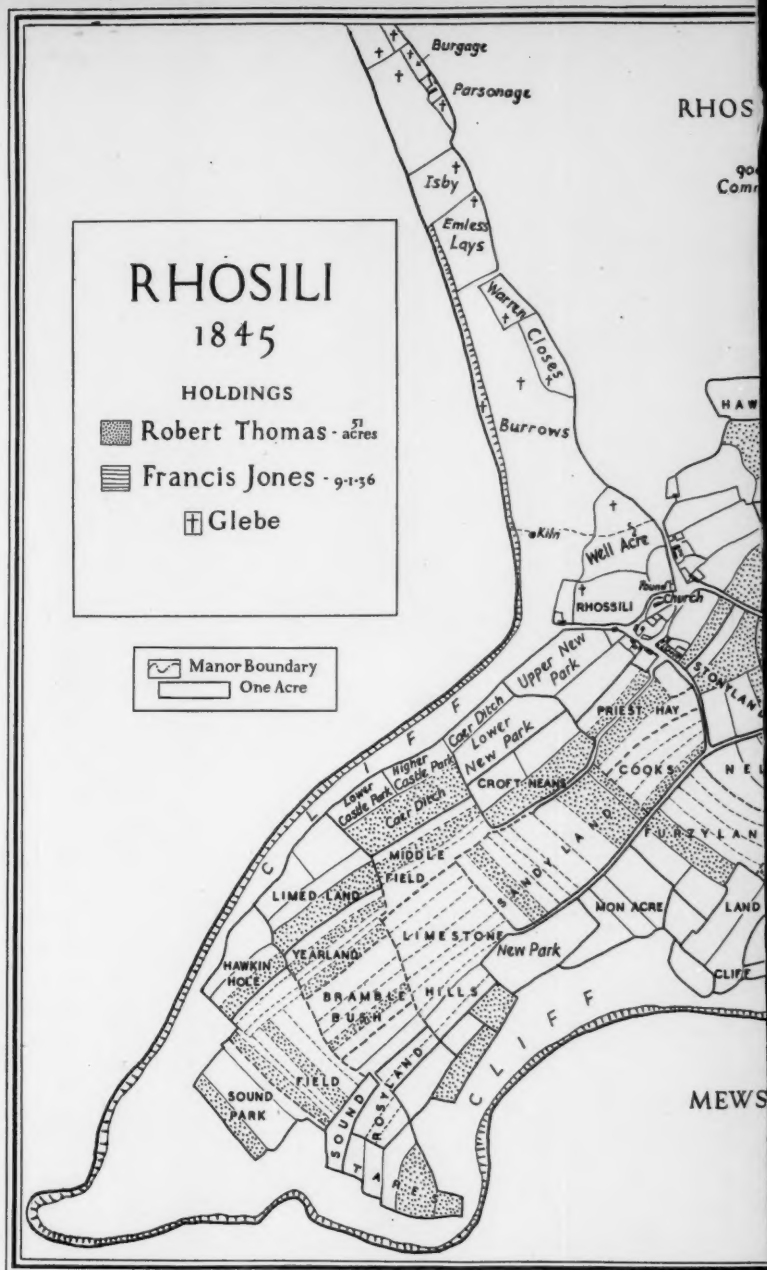 Burgage
Parsonage
RHOS
Isby
Emless
Lays
RHOSILI
1845
HOLDINGS
Robert Thomas - 51 acres
Francis Jones - 9-1-36
Glebe
Warren
Closes
Burrows
HAW
Kiln
Well Acre
Pound
Church
RHOSSILI
Manor Boundary
One Acre
Upper New
Park
STONYLAND
PRIEST HAY
Caer Ditch
Lower
New Park
CLIFF
Higher
Castle Park
Lower
Castle Park
Caer Ditch
CROFT NEANS
COOKS
NEL
FURZYLAN
MIDDLE
FIELD
SANDYLAND
LIMED LAND
MON ACRE
LAND
LIMESTONE
New Park
YEARLAND
HAWKIN
HOLE
CLIFF
BRAMBLE
BUSH
HILLS
CLIFF
FIELD
SOUND
PARK
SOUND
ROSYLAND
TARE
MEWS